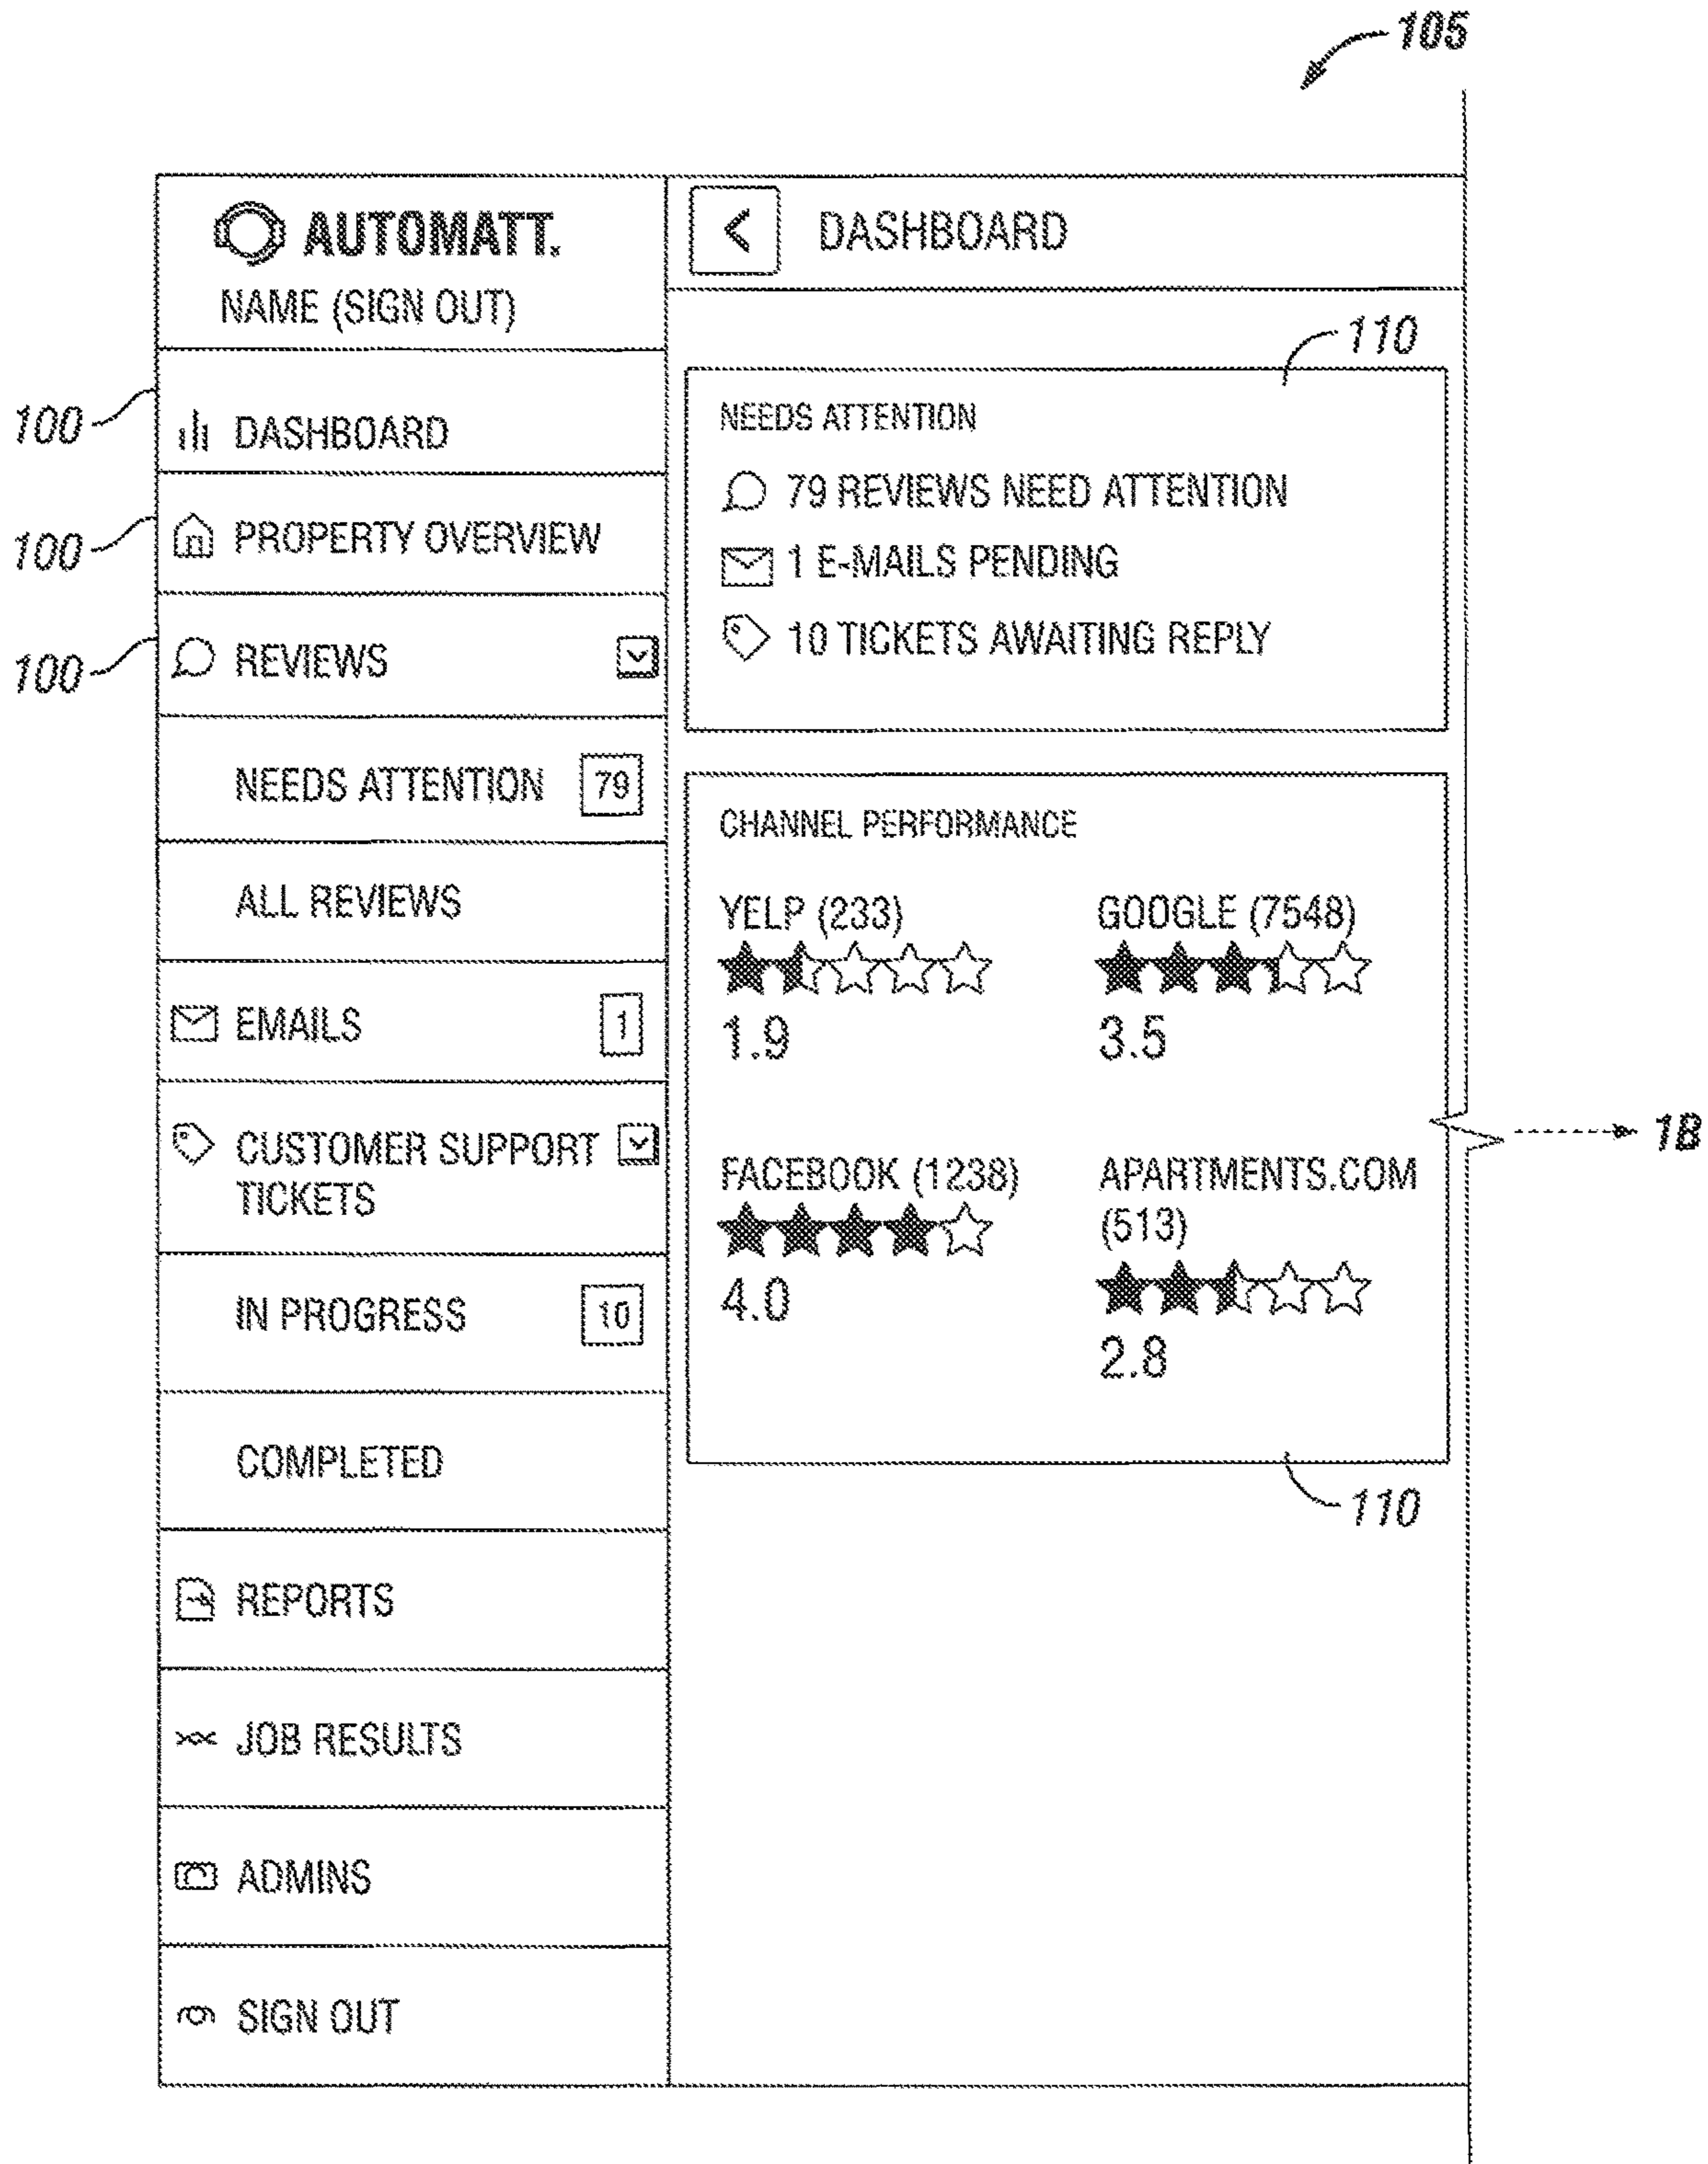 105
AUTOMATT.
NAME (SIGN OUT)
100
DASHBOARD
100
PROPERTY OVERVIEW
100
REVIEWS
NEEDS ATTENTION 79
ALL REVIEWS
EMAILS 1
CUSTOMER SUPPORT
TICKETS
IN PROGRESS 10
COMPLETED
REPORTS
JOB RESULTS
ADMINS
SIGN OUT
< DASHBOARD
110
NEEDS ATTENTION
79 REVIEWS NEED ATTENTION
1 E-MAILS PENDING
10 TICKETS AWAITING REPLY
CHANNEL PERFORMANCE
YELP (233)
1.9
GOOGLE (7548)
3.5
FACEBOOK (1238)
4.0
APARTMENTS.COM
(513)
2.8
110
1B